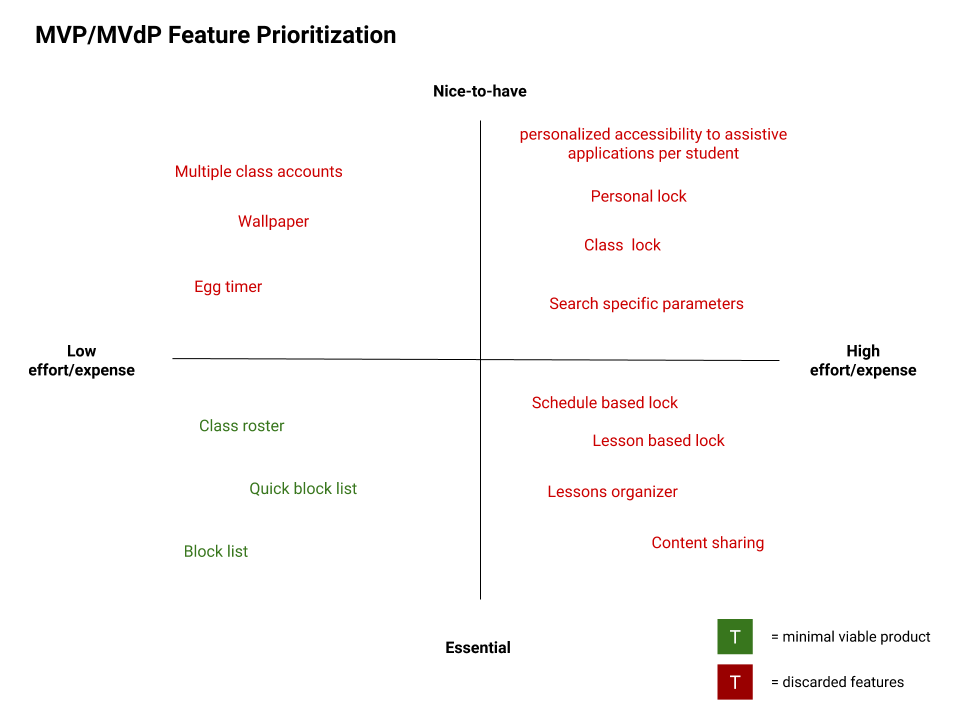 MVP/MVdP Feature Prioritization
Nice-to-have
personalized accessibility to assistive
applications per student
Multiple class accounts
Personal lock
Wallpaper
Class lock
Egg timer
Search specific parameters
Low
effort/expense
High
effort/expense
Schedule based lock
Class roster
Lesson based lock
Quick block list
Lessons organizer
Block list
Content sharing
Essential
T = minimal viable product
T = discarded features